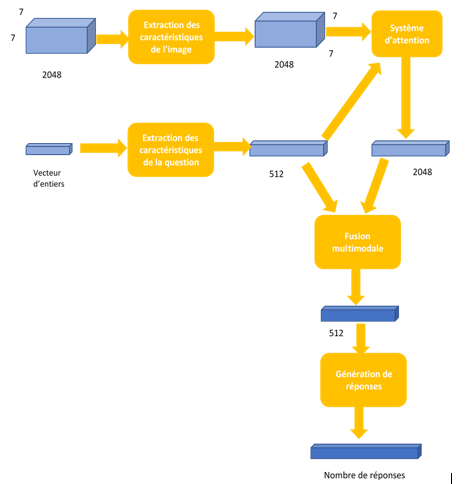 7
7
2048
Extraction des
caractéristiques
de l'image
7
7
2048
Système
d'attention
Vecteur
d'entiers
Extraction des
caractéristiques
de la question
512
2048
Fusion
multimodale
512
Génération de
réponses
Nombre de réponses